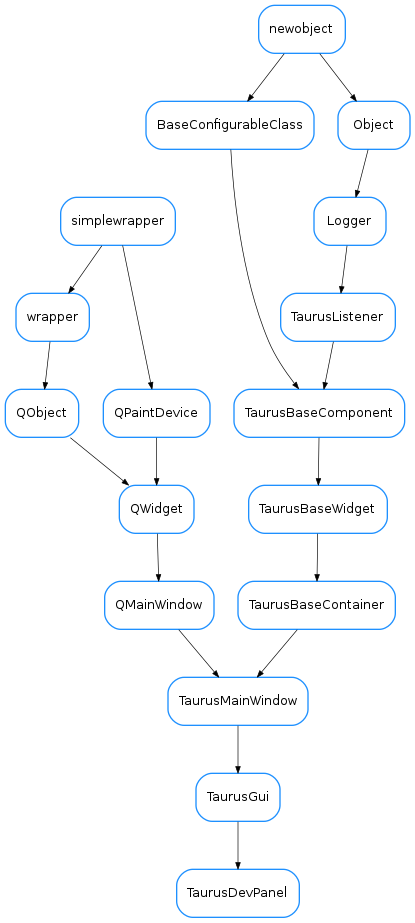 newobject
BaseConfigurableClass
Object
simplewrapper
Logger
wrapper
TaurusListener
QObject
QPaintDevice
TaurusBaseComponent
QWidget
TaurusBaseWidget
QMainWindow
TaurusBaseContainer
TaurusMainWindow
TaurusGui
TaurusDevPanel